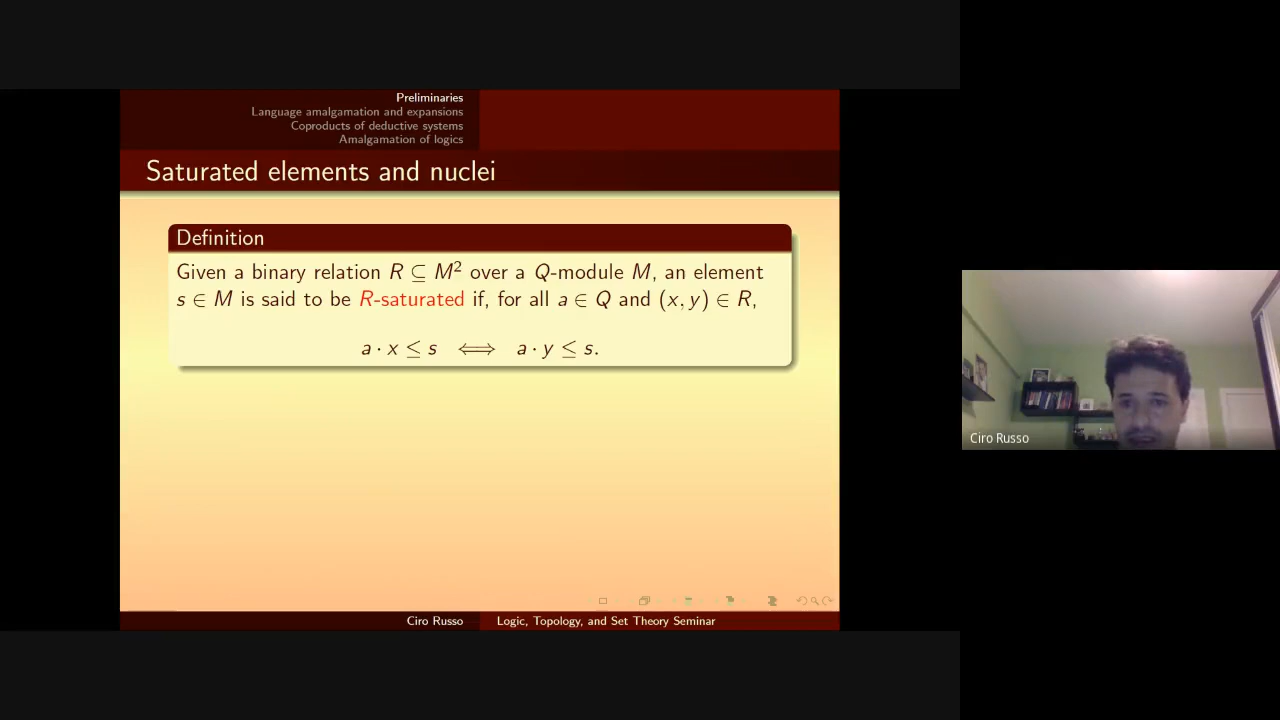 Preliminaries
Language amalgamation and expansions
Coproducts of deductive systems
Amalgamation of logics
Saturated elements and nuclei
Definition
Given a binary relation R ⊆ M² over a Q-module M, an element
s ∈ M is said to be R-saturated if, for all a ∈ Q and (x, y) ∈ R,
a · x ≤ s ⟺ a · y ≤ s.
Ciro Russo
Logic, Topology, and Set Theory Seminar
Ciro Russo